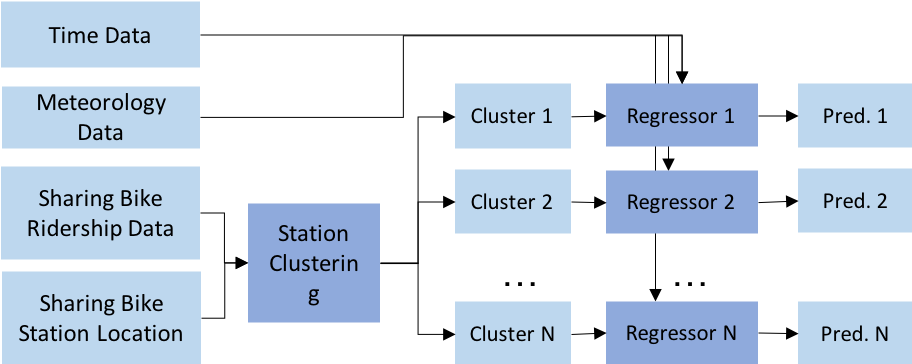 Time Data
Meteorology
Data
Sharing Bike
Ridership Data
Sharing Bike
Station Location
Station
Clusterin
g
Cluster 1
Regressor 1
Pred. 1
Cluster 2
Regressor 2
Pred. 2
...
...
Cluster N
Regressor N
Pred. N